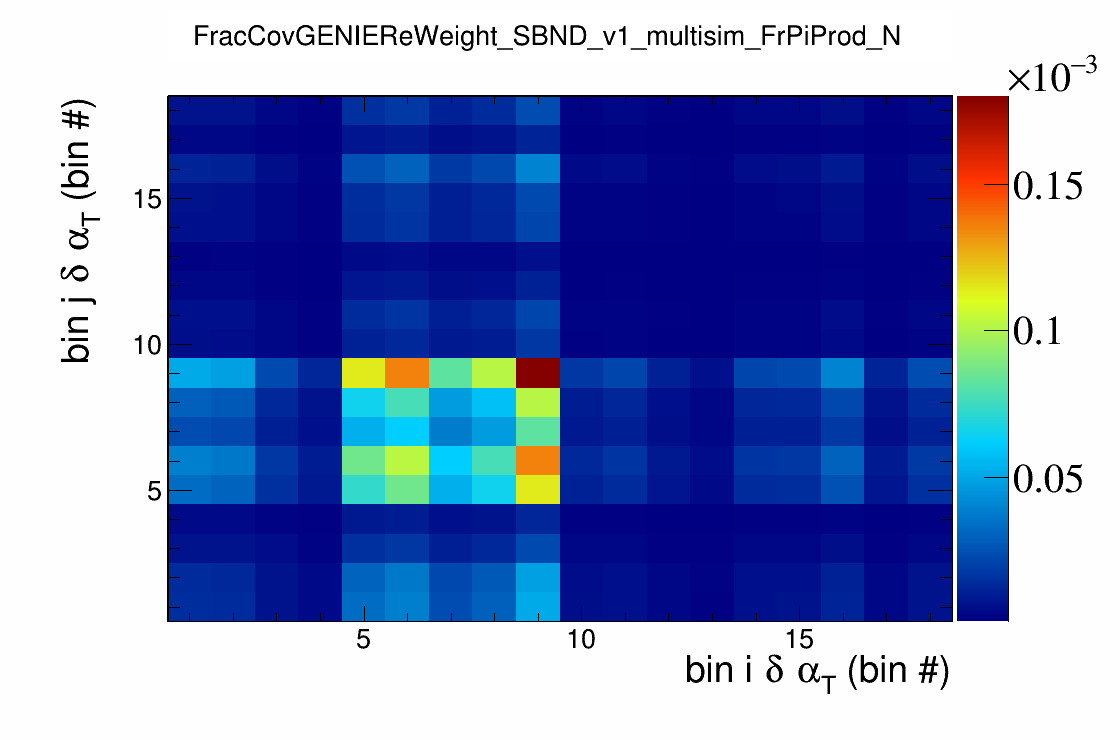 FracCovGENIEReWeight_SBND_v1_multisim_FrPiProd_N
×10⁻³
bin j δ α_T (bin #)
15
10
5
5 10 15
bin i δ α_T (bin #)
0.15
0.1
0.05